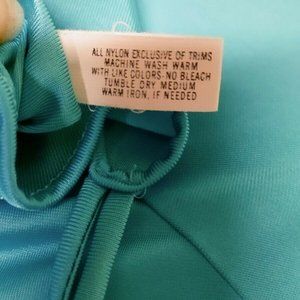 ALL NYLON EXCLUSIVE OF TRIMS
MACHINE WASH WARM
WITH LIKE COLORS-NO BLEACH
TUMBLE DRY MEDIUM
WARM IRON, IF NEEDED